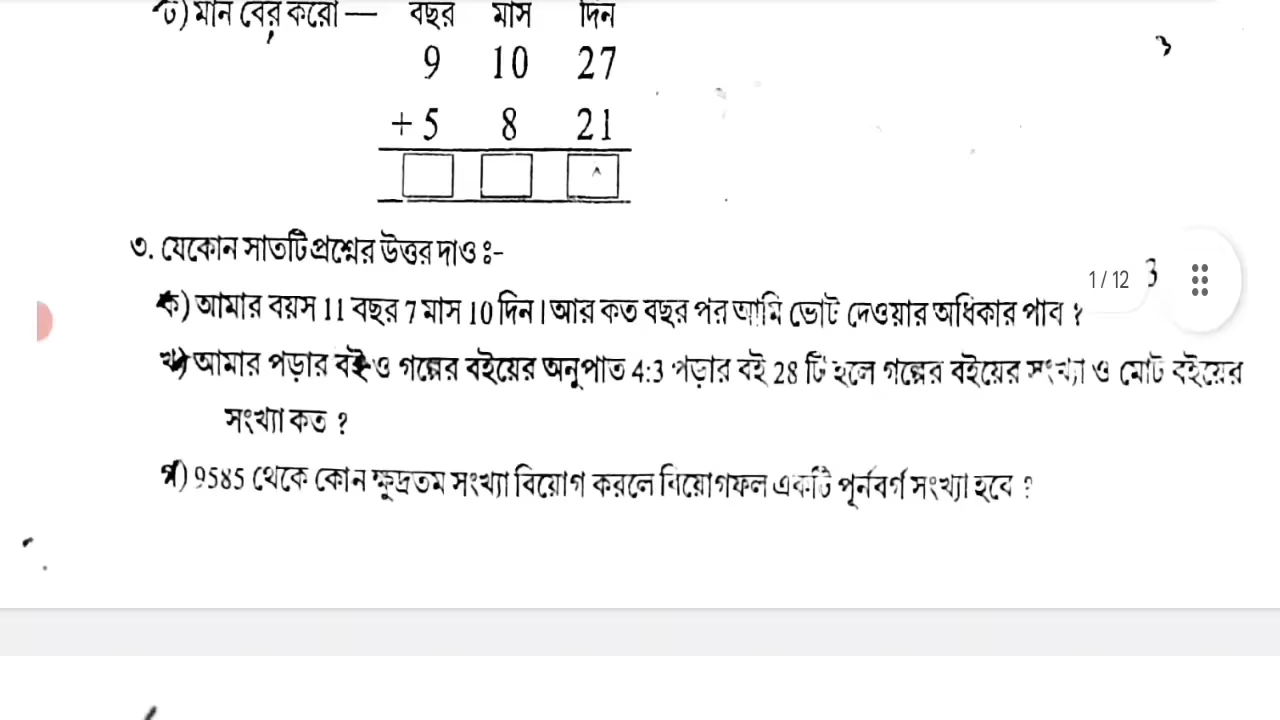 ঢ) মান বের করো — বছর মাস দিন
9 10 27
+ 5 8 21
৩. যেকোন সাতটি প্রশ্নের উত্তর দাও ঃ-
1 / 12
3
ক) আমার বয়স 11 বছর 7 মাস 10 দিন। আর কত বছর পর আমি ভোট দেওয়ার অধিকার পাব ?
খ) আমার পড়ার বই ও গল্পের বইয়ের অনুপাত 4:3 পড়ার বই 28 টি হলে গল্পের বইয়ের সংখ্যা ও মোট বইয়ের
সংখ্যা কত ?
গ) 9585 থেকে কোন ক্ষুদ্রতম সংখ্যা বিয়োগ করলে বিয়োগফল একটি পূর্নবর্গ সংখ্যা হবে ?